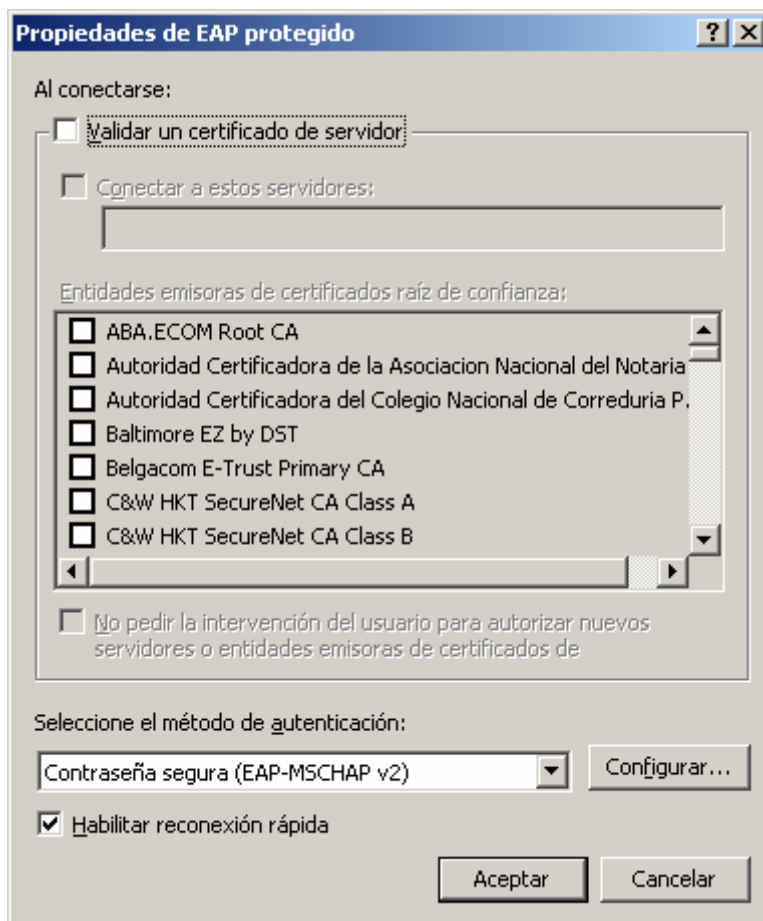 Propiedades de EAP protegido
Al conectarse:
Validar un certificado de servidor
Conectar a estos servidores:
Entidades emisoras de certificados raíz de confianza:
ABA.ECOM Root CA
Autoridad Certificadora de la Asociacion Nacional del Notaria
Autoridad Certificadora del Colegio Nacional de Correduria P.
Baltimore EZ by DST
Belgacom E-Trust Primary CA
C&W HKT SecureNet CA Class A
C&W HKT SecureNet CA Class B
No pedir la intervención del usuario para autorizar nuevos
servidores o entidades emisoras de certificados de
Seleccione el método de autenticación:
Contraseña segura (EAP-MSCHAP v2)
Configurar...
Habilitar reconexión rápida
Aceptar
Cancelar